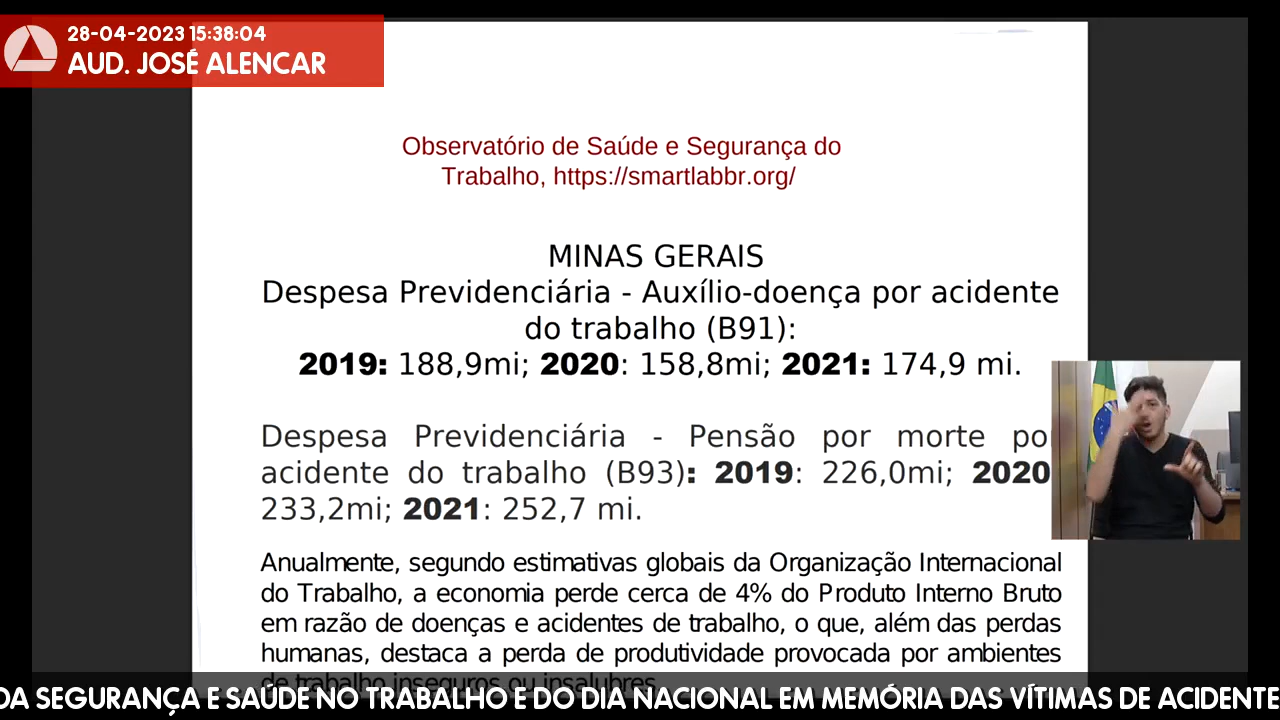 28-04-2023 15:38:04
AUD. JOSÉ ALENCAR
Observatório de Saúde e Segurança do
Trabalho, https://smartlabbr.org/
MINAS GERAIS
Despesa Previdenciária - Auxílio-doença por acidente
do trabalho (B91):
2019: 188,9mi; 2020: 158,8mi; 2021: 174,9 mi.
Despesa Previdenciária - Pensão por morte po
acidente do trabalho (B93): 2019: 226,0mi; 2020
233,2mi; 2021: 252,7 mi.
Anualmente, segundo estimativas globais da Organização Internacional
do Trabalho, a economia perde cerca de 4% do Produto Interno Bruto
em razão de doenças e acidentes de trabalho, o que, além das perdas
humanas, destaca a perda de produtividade provocada por ambientes
de trabalho inseguros ou insalubres.
DA SEGURANÇA E SAÚDE NO TRABALHO E DO DIA NACIONAL EM MEMÓRIA DAS VÍTIMAS DE ACIDENTE